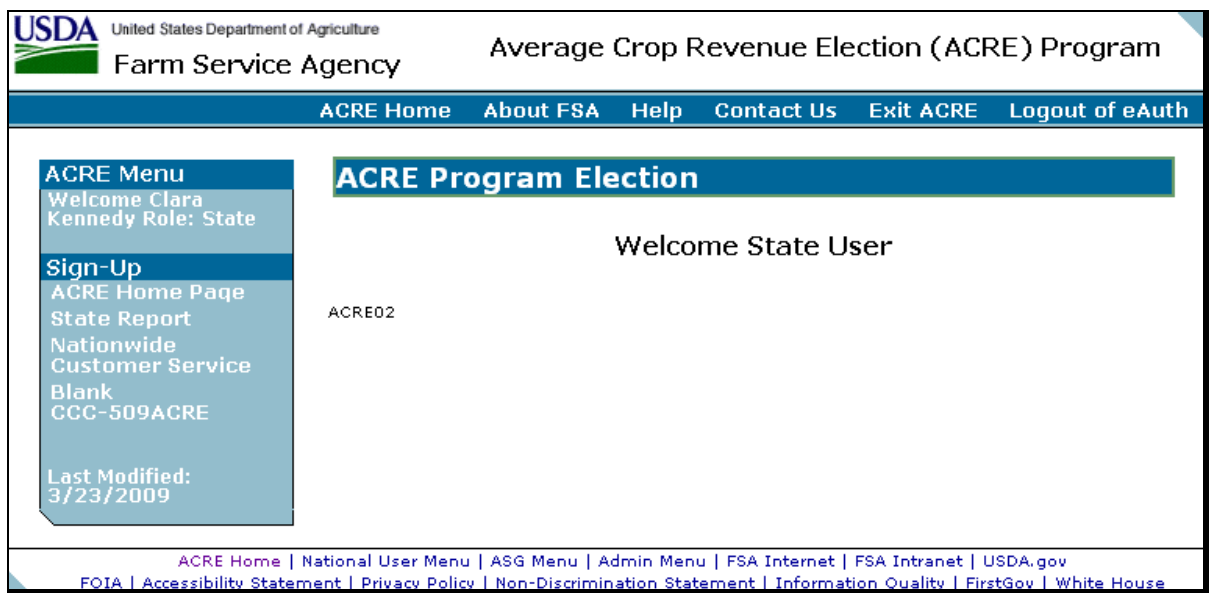 USDA United States Department of Agriculture
Farm Service Agency
Average Crop Revenue Election (ACRE) Program
ACRE Home About FSA Help Contact Us Exit ACRE Logout of eAuth
ACRE Menu
Welcome Clara
Kennedy Role: State
Sign-Up
ACRE Home Page
State Report
Nationwide
Customer Service
Blank
CCC-509ACRE
Last Modified:
3/23/2009
ACRE Program Election
Welcome State User
ACRE02
ACRE Home | National User Menu | ASG Menu | Admin Menu | FSA Internet | FSA Intranet | USDA.gov
FOIA | Accessibility Statement | Privacy Policy | Non-Discrimination Statement | Information Quality | FirstGov | White House